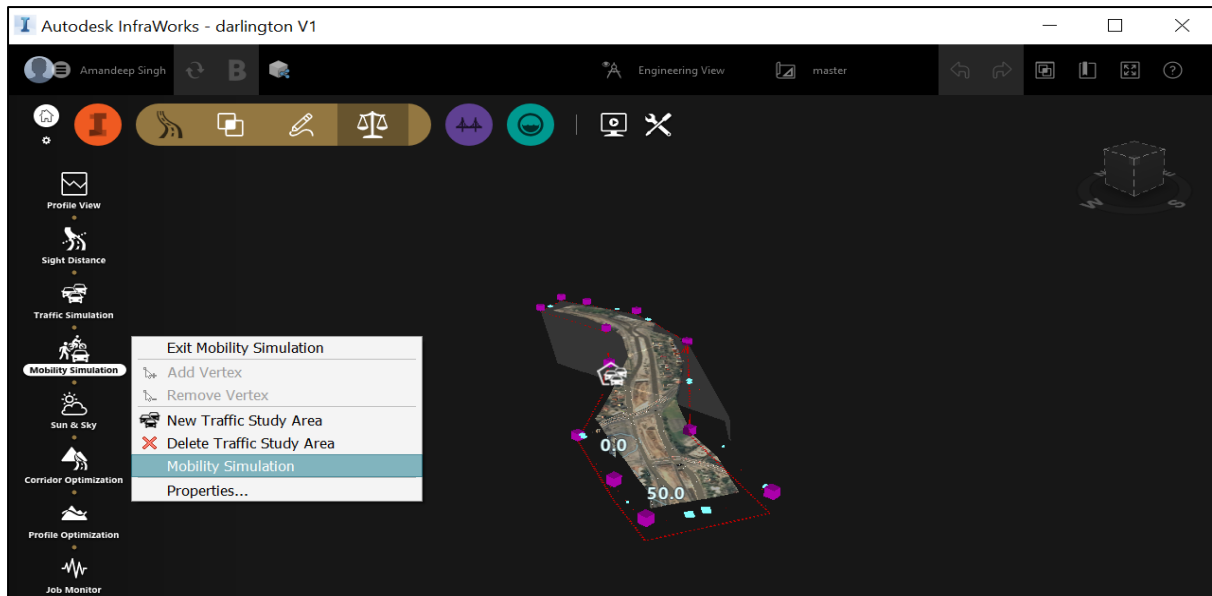 Autodesk InfraWorks - darlington V1
Amandeep Singh
B
Engineering View
master
Profile View
Sight Distance
Traffic Simulation
Mobility Simulation
Sun & Sky
Corridor Optimization
Profile Optimization
Job Monitor
Exit Mobility Simulation
Add Vertex
Remove Vertex
New Traffic Study Area
Delete Traffic Study Area
Mobility Simulation
Properties...
0.0
50.0
W
S